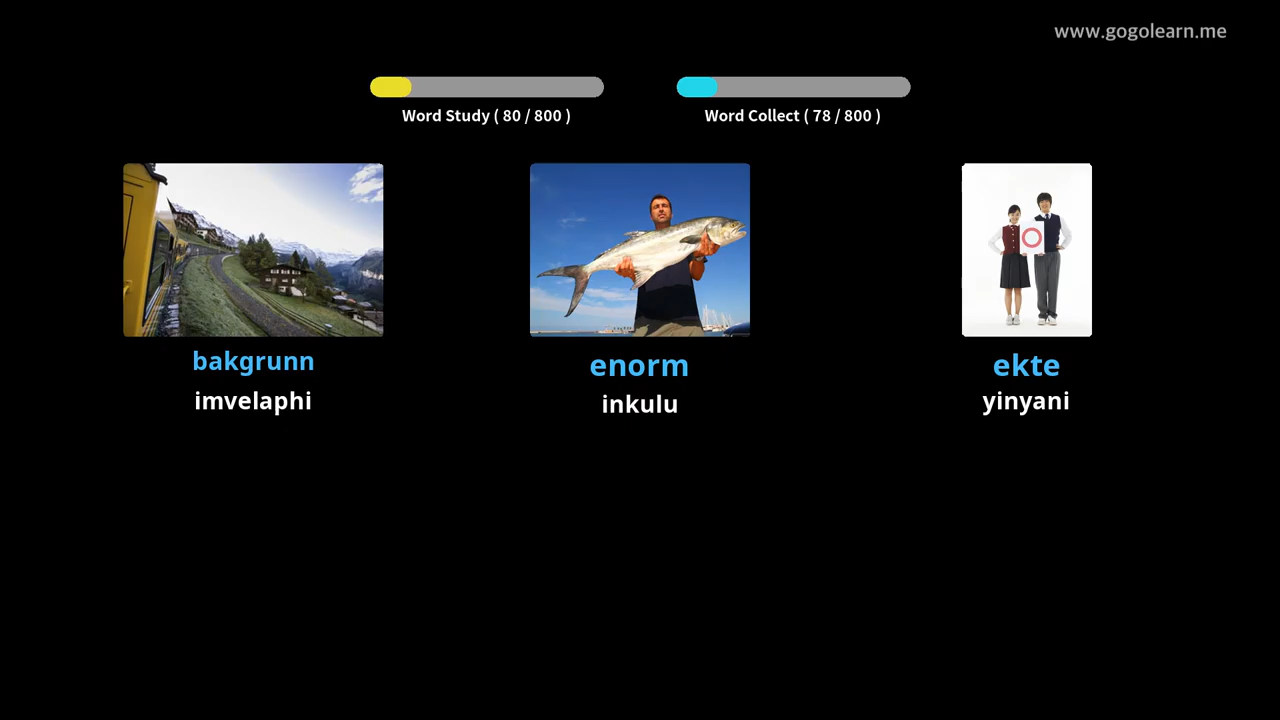 www.gogolearn.me
Word Study ( 80 / 800 )
Word Collect ( 78 / 800 )
bakgrunn
imvelaphi
enorm
inkulu
ekte
yinyani